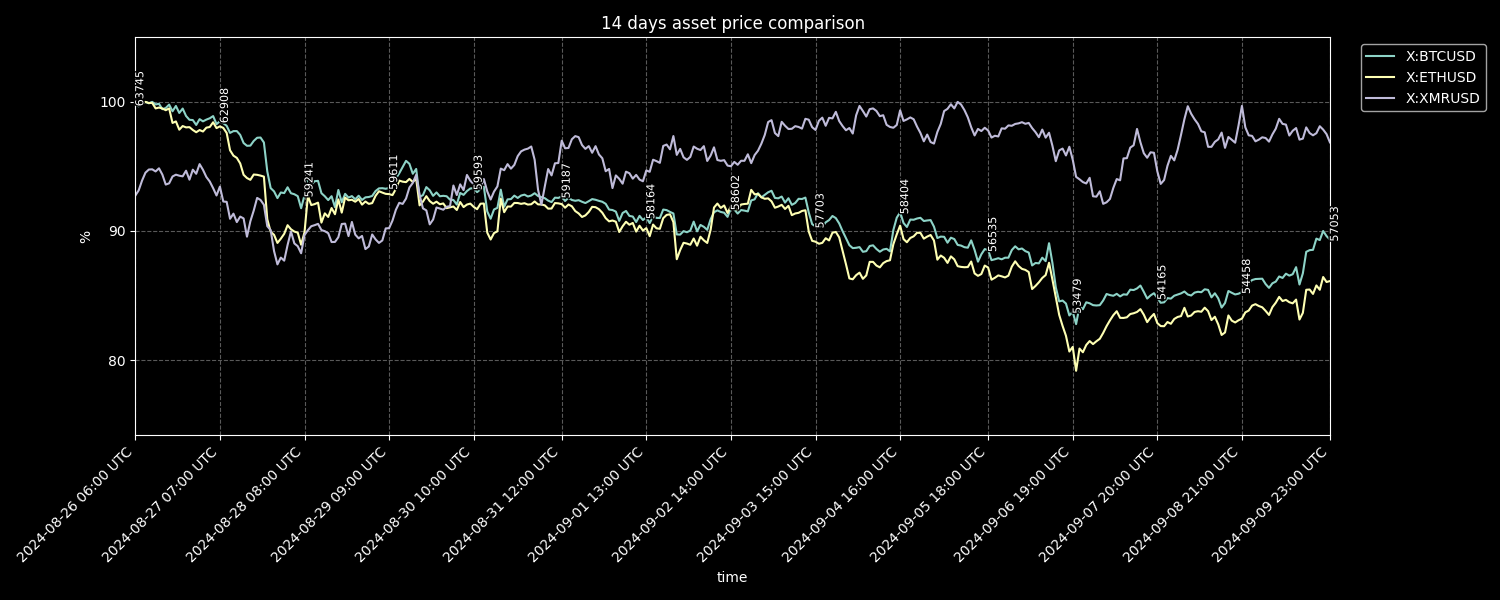 14 days asset price comparison
X:BTCUSD
X:ETHUSD
X:XMRUSD
100
90
80
%
63745
62908
59241
59611
59593
59187
58164
58602
57703
58404
56535
53479
54165
54458
57053
2024-08-26 06:00 UTC
2024-08-27 07:00 UTC
2024-08-28 08:00 UTC
2024-08-29 09:00 UTC
2024-08-30 10:00 UTC
2024-08-31 12:00 UTC
2024-09-01 13:00 UTC
2024-09-02 14:00 UTC
2024-09-03 15:00 UTC
2024-09-04 16:00 UTC
2024-09-05 18:00 UTC
2024-09-06 19:00 UTC
2024-09-07 20:00 UTC
2024-09-08 21:00 UTC
2024-09-09 23:00 UTC
time